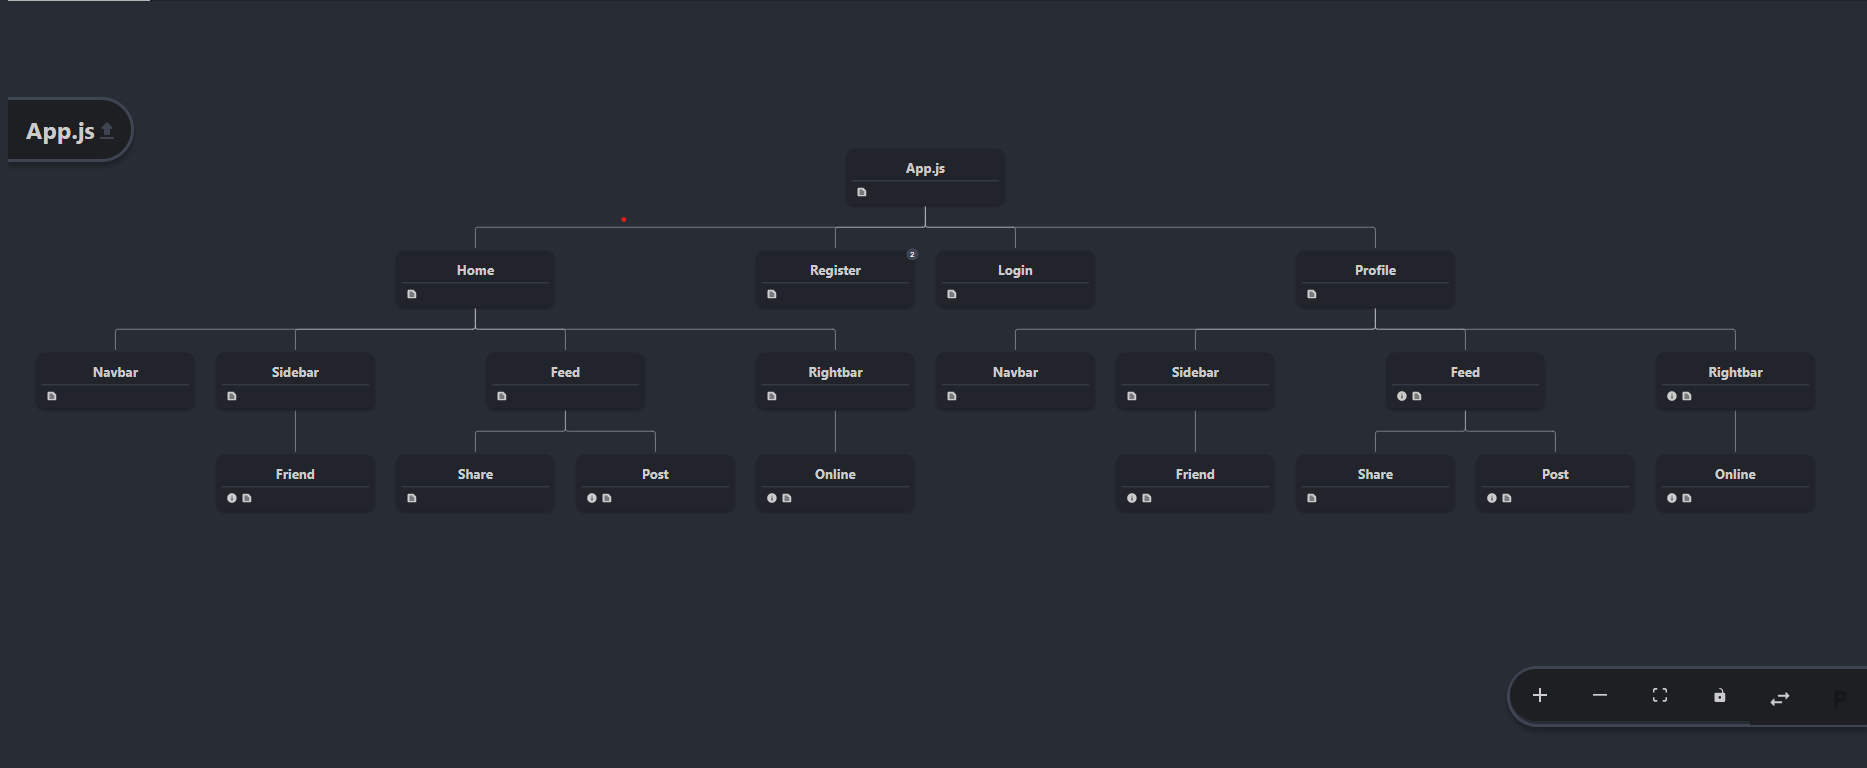 App.js
App.js
Home
Register
2
Login
Profile
Navbar
Sidebar
Feed
Rightbar
Navbar
Sidebar
Feed
Rightbar
Friend
Share
Post
Online
Friend
Share
Post
Online
P